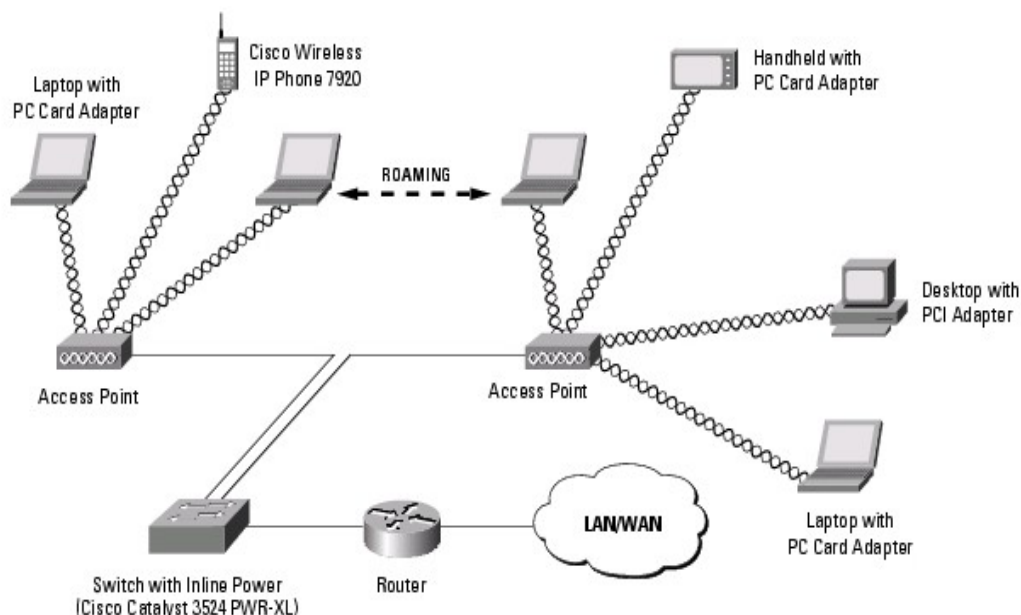 Cisco Wireless
IP Phone 7920
Handheld with
PC Card Adapter
Laptop with
PC Card Adapter
ROAMING
Desktop with
PCI Adapter
Access Point
Access Point
LAN/WAN
Laptop with
PC Card Adapter
Switch with Inline Power
(Cisco Catalyst 3524 PWR-XL)
Router